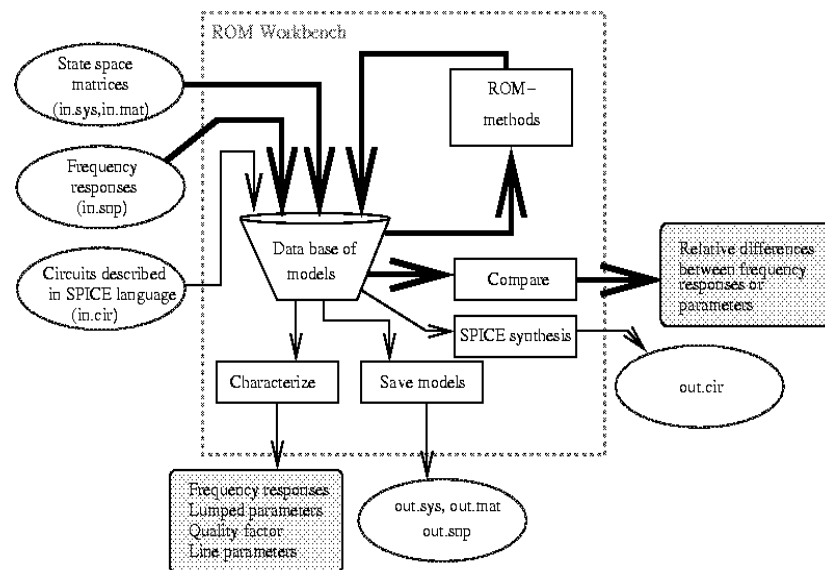 ROM Workbench
State space
matrices
(in.sys,in.mat)
ROM-
methods
Frequency
responses
(in.snp)
Data base of
models
Circuits described
in SPICE language
(in.cir)
Compare
Relative differences
between frequency
responses or
parameters
SPICE synthesis
Characterize
Save models
out.cir
Frequency responses
Lumped parameters
Quality factor
Line parameters
out.sys, out.mat
out.snp